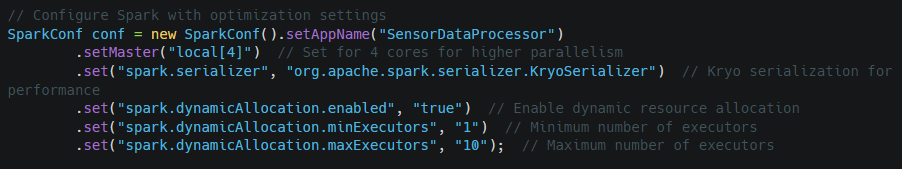 // Configure Spark with optimization settings
SparkConf conf = new SparkConf().setAppName("SensorDataProcessor")
        .setMaster("local[4]")  // Set for 4 cores for higher parallelism
        .set("spark.serializer", "org.apache.spark.serializer.KryoSerializer")  // Kryo serialization for
performance
        .set("spark.dynamicAllocation.enabled", "true")  // Enable dynamic resource allocation
        .set("spark.dynamicAllocation.minExecutors", "1")  // Minimum number of executors
        .set("spark.dynamicAllocation.maxExecutors", "10");  // Maximum number of executors